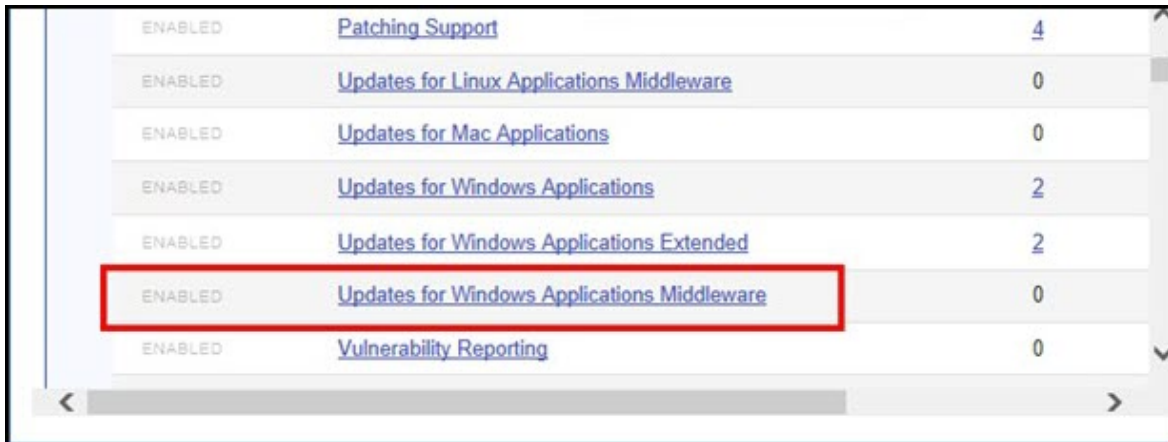 ENABLED Patching Support 4
ENABLED Updates for Linux Applications Middleware 0
ENABLED Updates for Mac Applications 0
ENABLED Updates for Windows Applications 2
ENABLED Updates for Windows Applications Extended 2
ENABLED Updates for Windows Applications Middleware 0
ENABLED Vulnerability Reporting 0